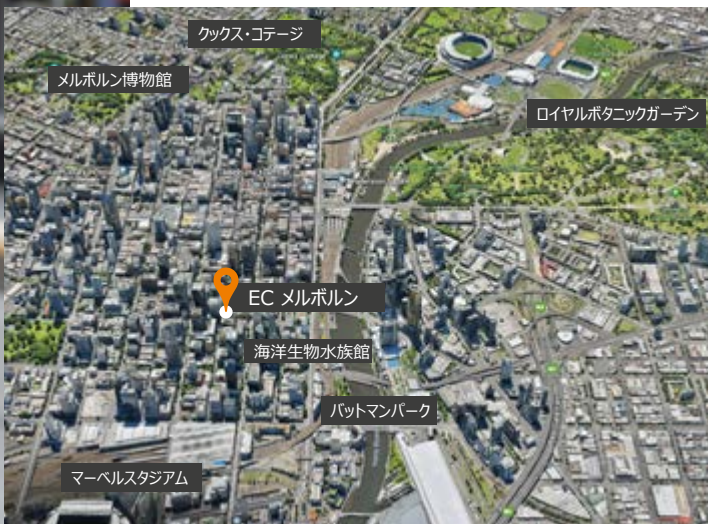 クックス・コテージ
メルボルン博物館
ロイヤルボタニックガーデン
EC メルボルン
海洋生物水族館
バットマンパーク
マーベルスタジアム